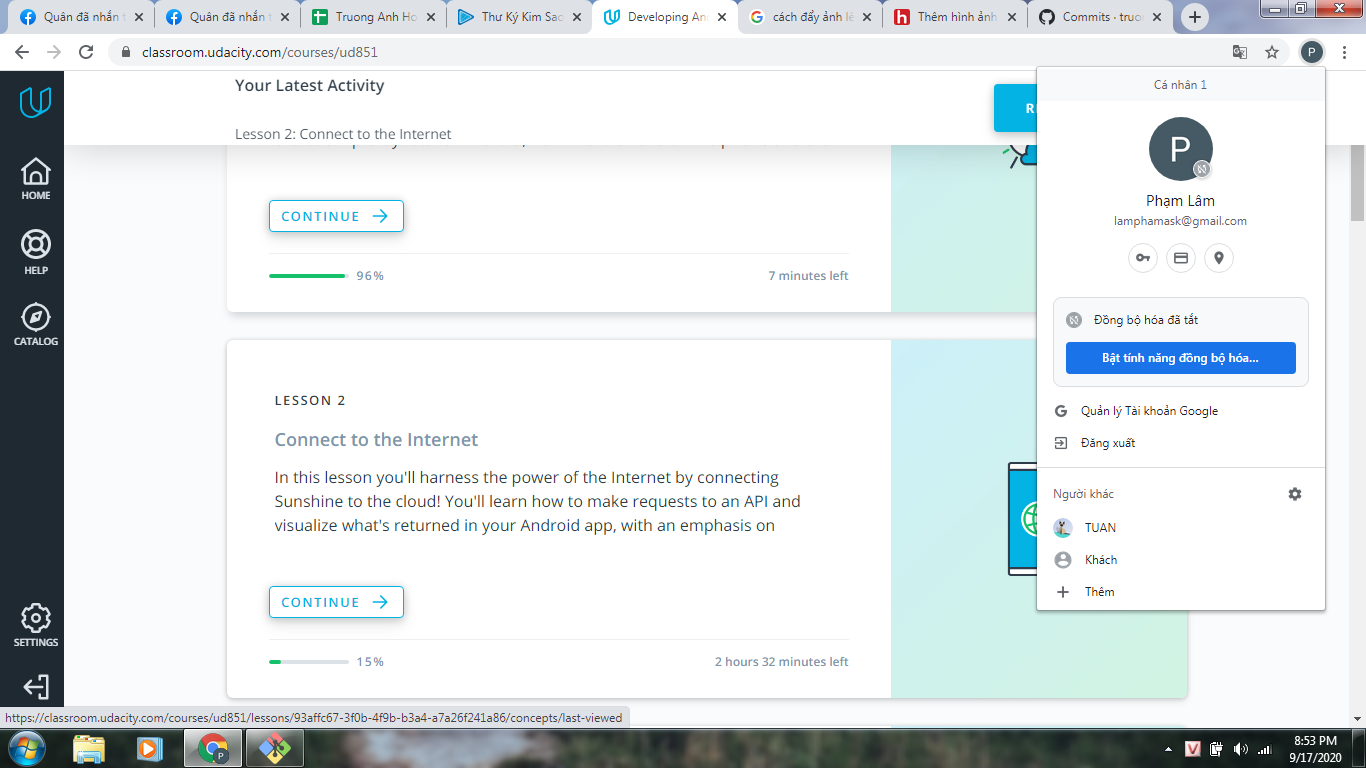 Quân đã nhắn t
Quân đã nhắn t
Truong Anh Ho
Thư Ký Kim Sao
Developing An
cách đẩy ảnh lê
Thêm hình ảnh
Commits · truo
classroom.udacity.com/courses/ud851
P
Your Latest Activity
Lesson 2: Connect to the Internet
HOME
HELP
CATALOG
SETTINGS
CONTINUE
96%
7 minutes left
LESSON 2
Connect to the Internet
In this lesson you'll harness the power of the Internet by connecting
Sunshine to the cloud! You'll learn how to make requests to an API and
visualize what's returned in your Android app, with an emphasis on
CONTINUE
15%
2 hours 32 minutes left
Cá nhân 1
P
Phạm Lâm
lamphamask@gmail.com
Đồng bộ hóa đã tắt
Bật tính năng đồng bộ hóa...
Quản lý Tài khoản Google
Đăng xuất
Người khác
TUAN
Khách
Thêm
https://classroom.udacity.com/courses/ud851/lessons/93affc67-3f0b-4f9b-b3a4-a7a26f241a86/concepts/last-viewed
8:53 PM
9/17/2020